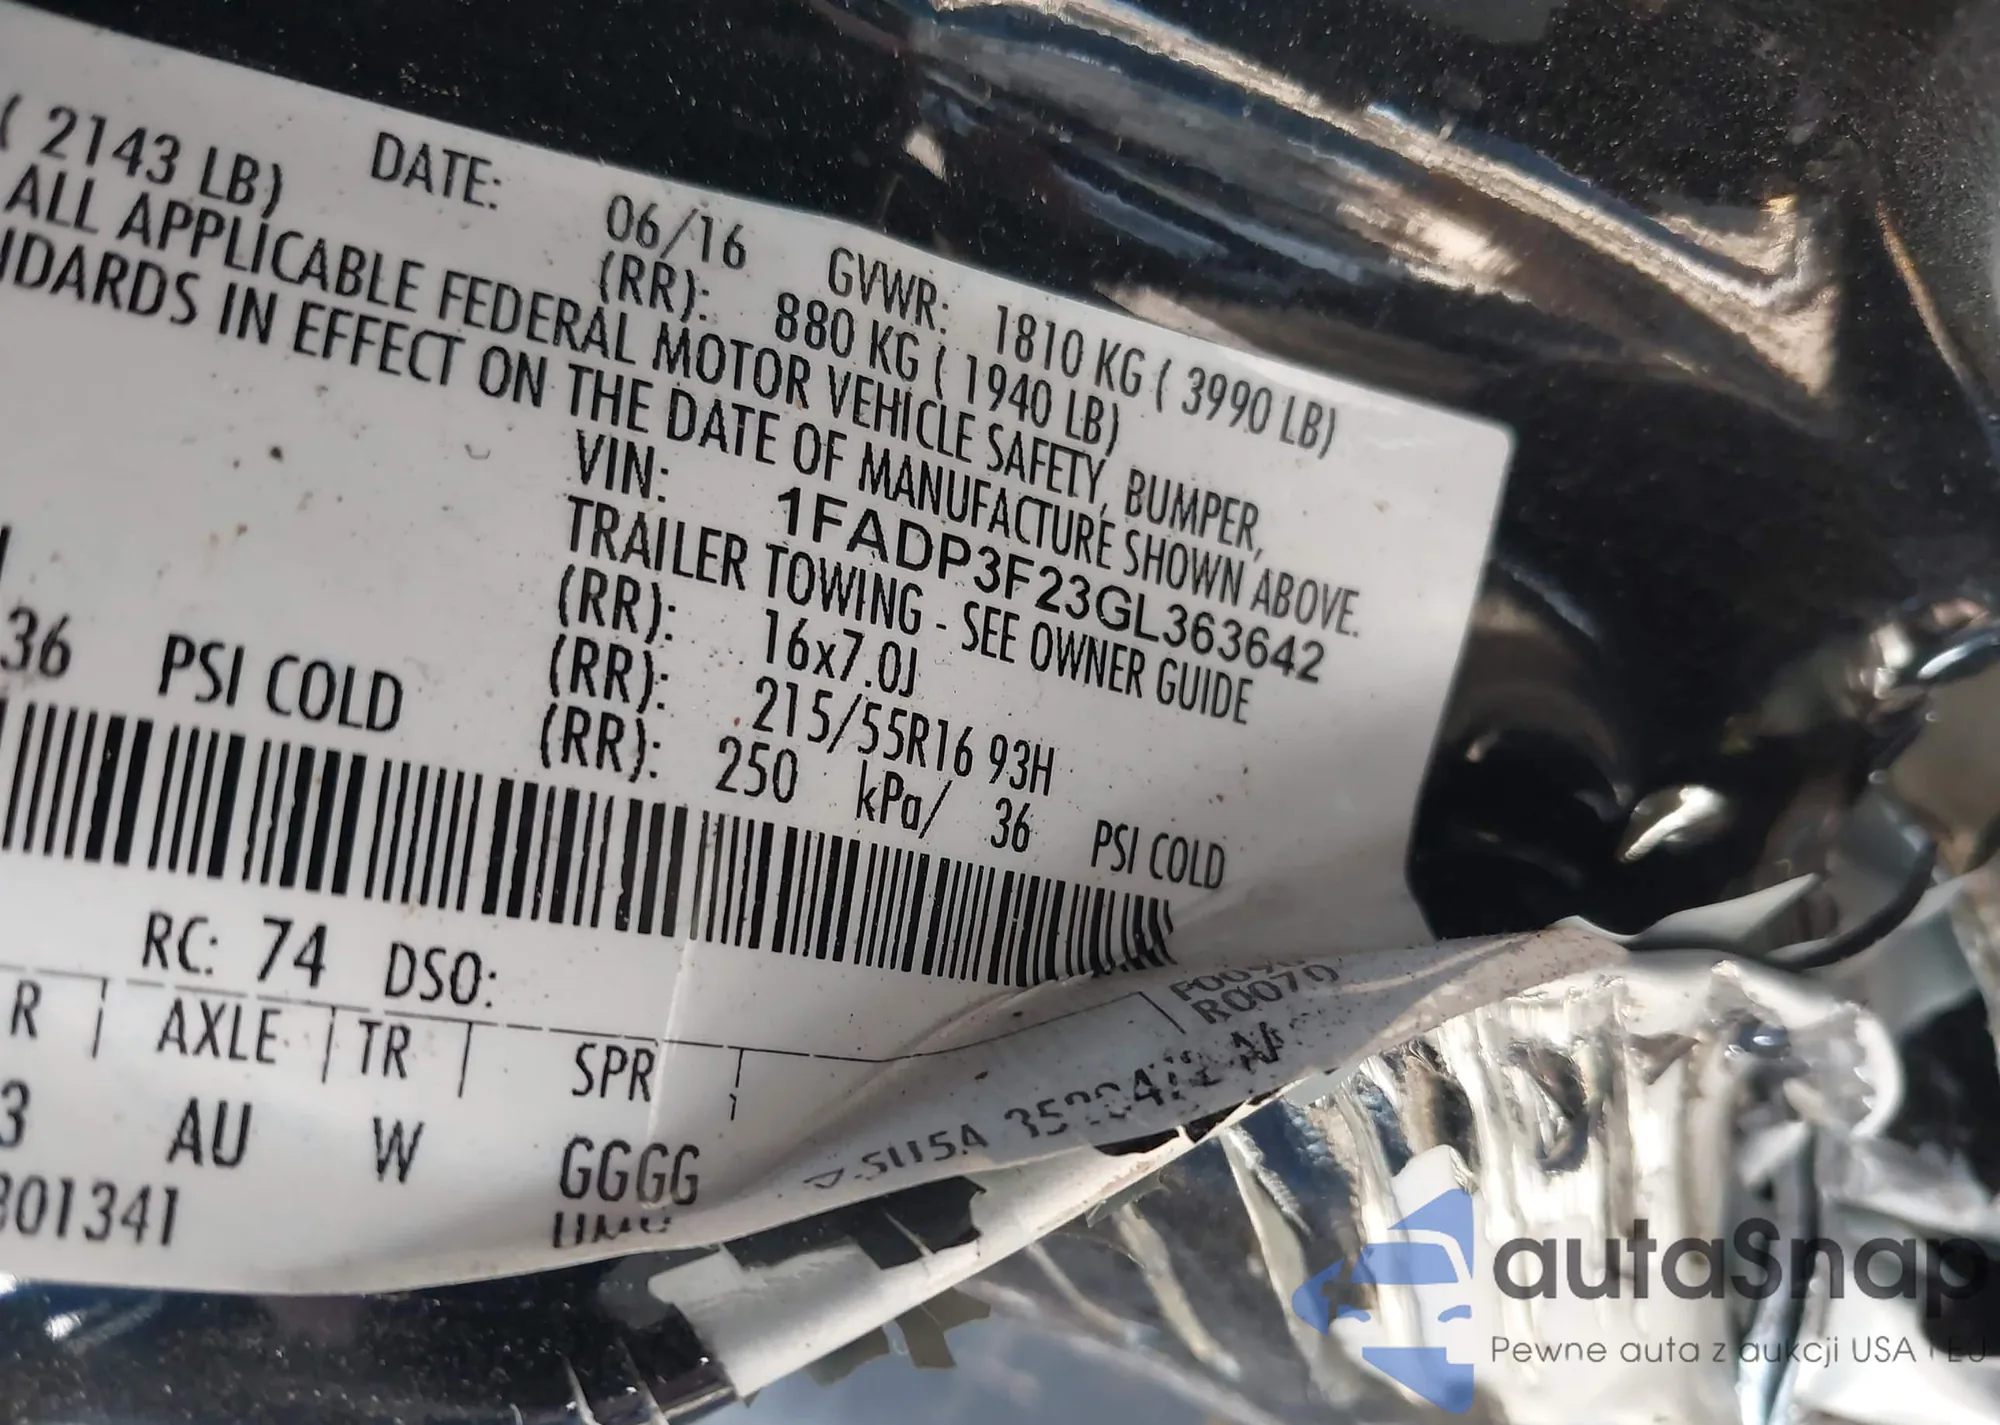 DATE: 06/16 GVWR: 1810 KG ( 3990 LB)
( 2143 LB) (RR): 880 KG ( 1940 LB)
ALL APPLICABLE FEDERAL MOTOR VEHICLE SAFETY, BUMPER,
NDARDS IN EFFECT ON THE DATE OF MANUFACTURE SHOWN ABOVE.
VIN: 1FADP3F23GL363642
TRAILER TOWING - SEE OWNER GUIDE
(RR): 16x7.0J
(RR): 215/55R16 93H
36 PSI COLD (RR): 250 kPa/ 36 PSI COLD
RC: 74 DSO:
R0070
R | AXLE | TR | SPR
3 AU W GGGG
301341
autaSnap
Pewne auta z aukcji USA i EU